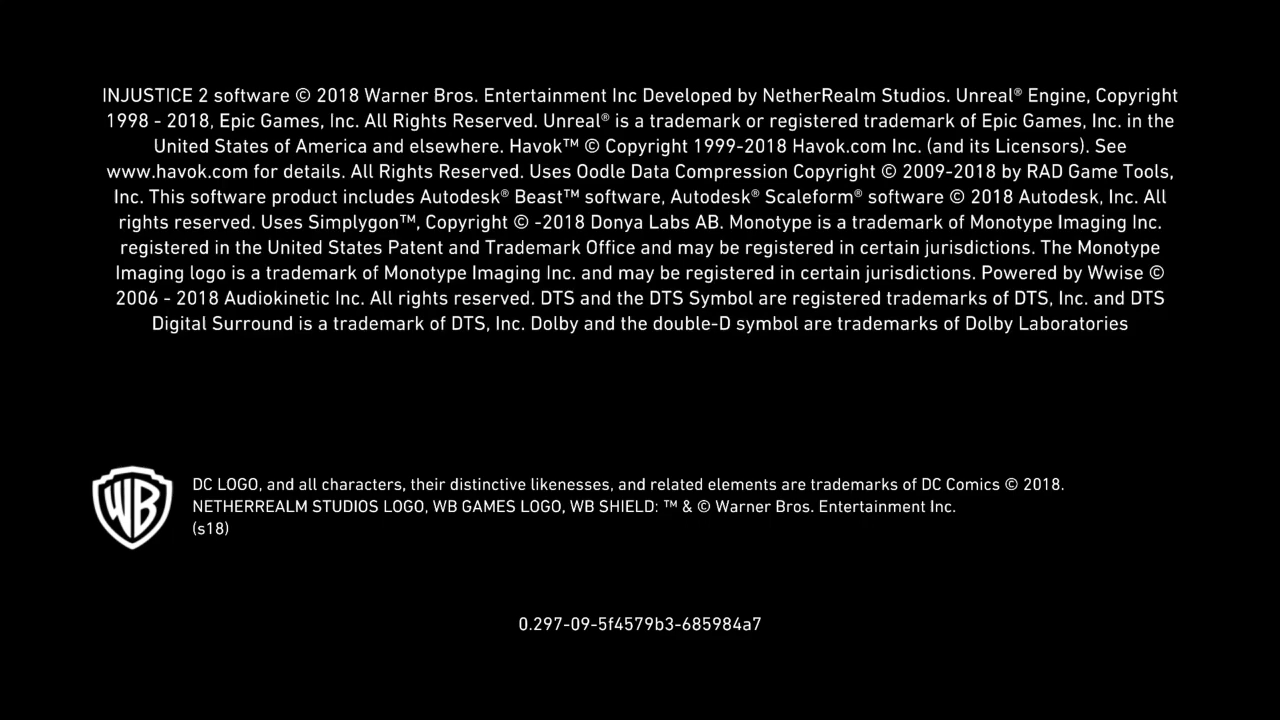 INJUSTICE 2 software © 2018 Warner Bros. Entertainment Inc Developed by NetherRealm Studios. Unreal® Engine, Copyright
1998 - 2018, Epic Games, Inc. All Rights Reserved. Unreal® is a trademark or registered trademark of Epic Games, Inc. in the
United States of America and elsewhere. Havok™ © Copyright 1999-2018 Havok.com Inc. (and its Licensors). See
www.havok.com for details. All Rights Reserved. Uses Oodle Data Compression Copyright © 2009-2018 by RAD Game Tools,
Inc. This software product includes Autodesk® Beast™ software, Autodesk® Scaleform® software © 2018 Autodesk, Inc. All
rights reserved. Uses Simplygon™, Copyright © -2018 Donya Labs AB. Monotype is a trademark of Monotype Imaging Inc.
registered in the United States Patent and Trademark Office and may be registered in certain jurisdictions. The Monotype
Imaging logo is a trademark of Monotype Imaging Inc. and may be registered in certain jurisdictions. Powered by Wwise ©
2006 - 2018 Audiokinetic Inc. All rights reserved. DTS and the DTS Symbol are registered trademarks of DTS, Inc. and DTS
Digital Surround is a trademark of DTS, Inc. Dolby and the double-D symbol are trademarks of Dolby Laboratories
WB
DC LOGO, and all characters, their distinctive likenesses, and related elements are trademarks of DC Comics © 2018.
NETHERREALM STUDIOS LOGO, WB GAMES LOGO, WB SHIELD: ™ & © Warner Bros. Entertainment Inc.
(s18)
0.297-09-5f4579b3-685984a7